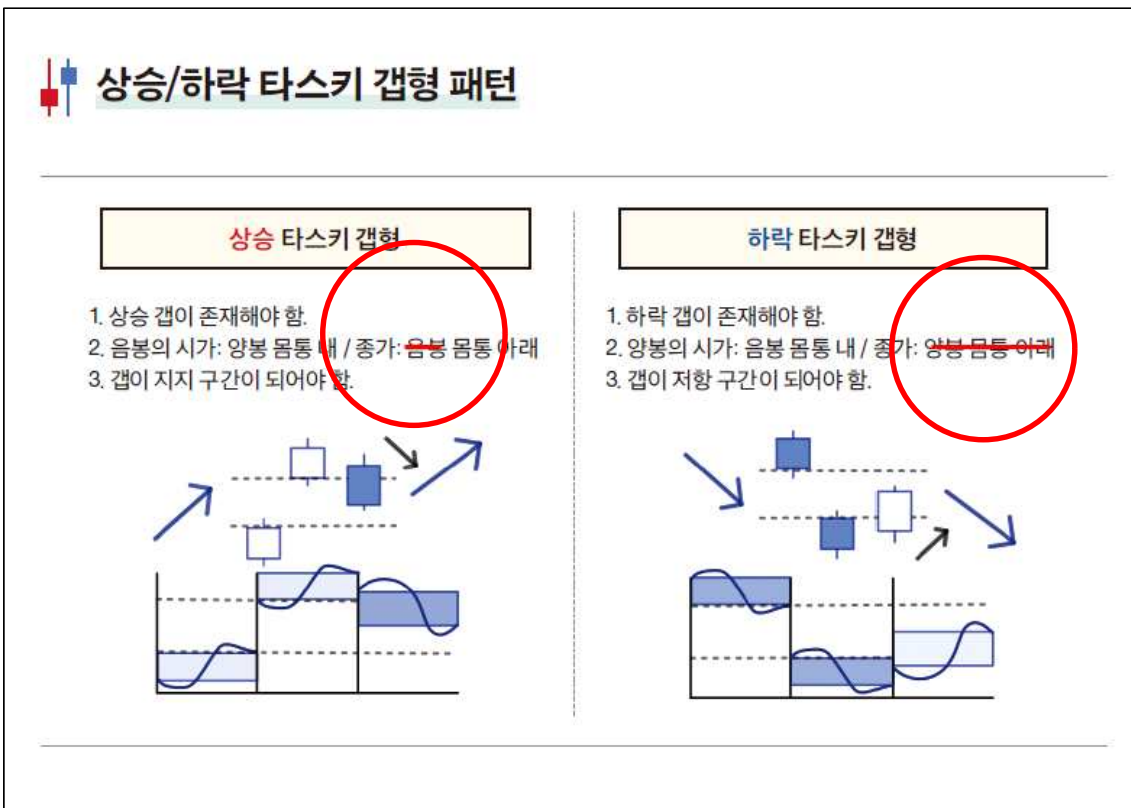 상승/하락 타스키 갭형 패턴
상승 타스키 갭형
1. 상승 갭이 존재해야 함.
2. 음봉의 시가: 양봉 몸통 내 / 종가: 음봉 몸통 아래
3. 갭이 지지 구간이 되어야 함.
하락 타스키 갭형
1. 하락 갭이 존재해야 함.
2. 양봉의 시가: 음봉 몸통 내 / 종가: 양봉 몸통 아래
3. 갭이 저항 구간이 되어야 함.